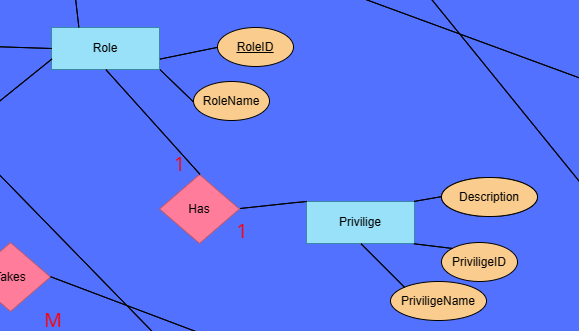 Role
RoleID
RoleName
1
Has
1
Description
Privilige
PriviligeID
PriviligeName
akes
M